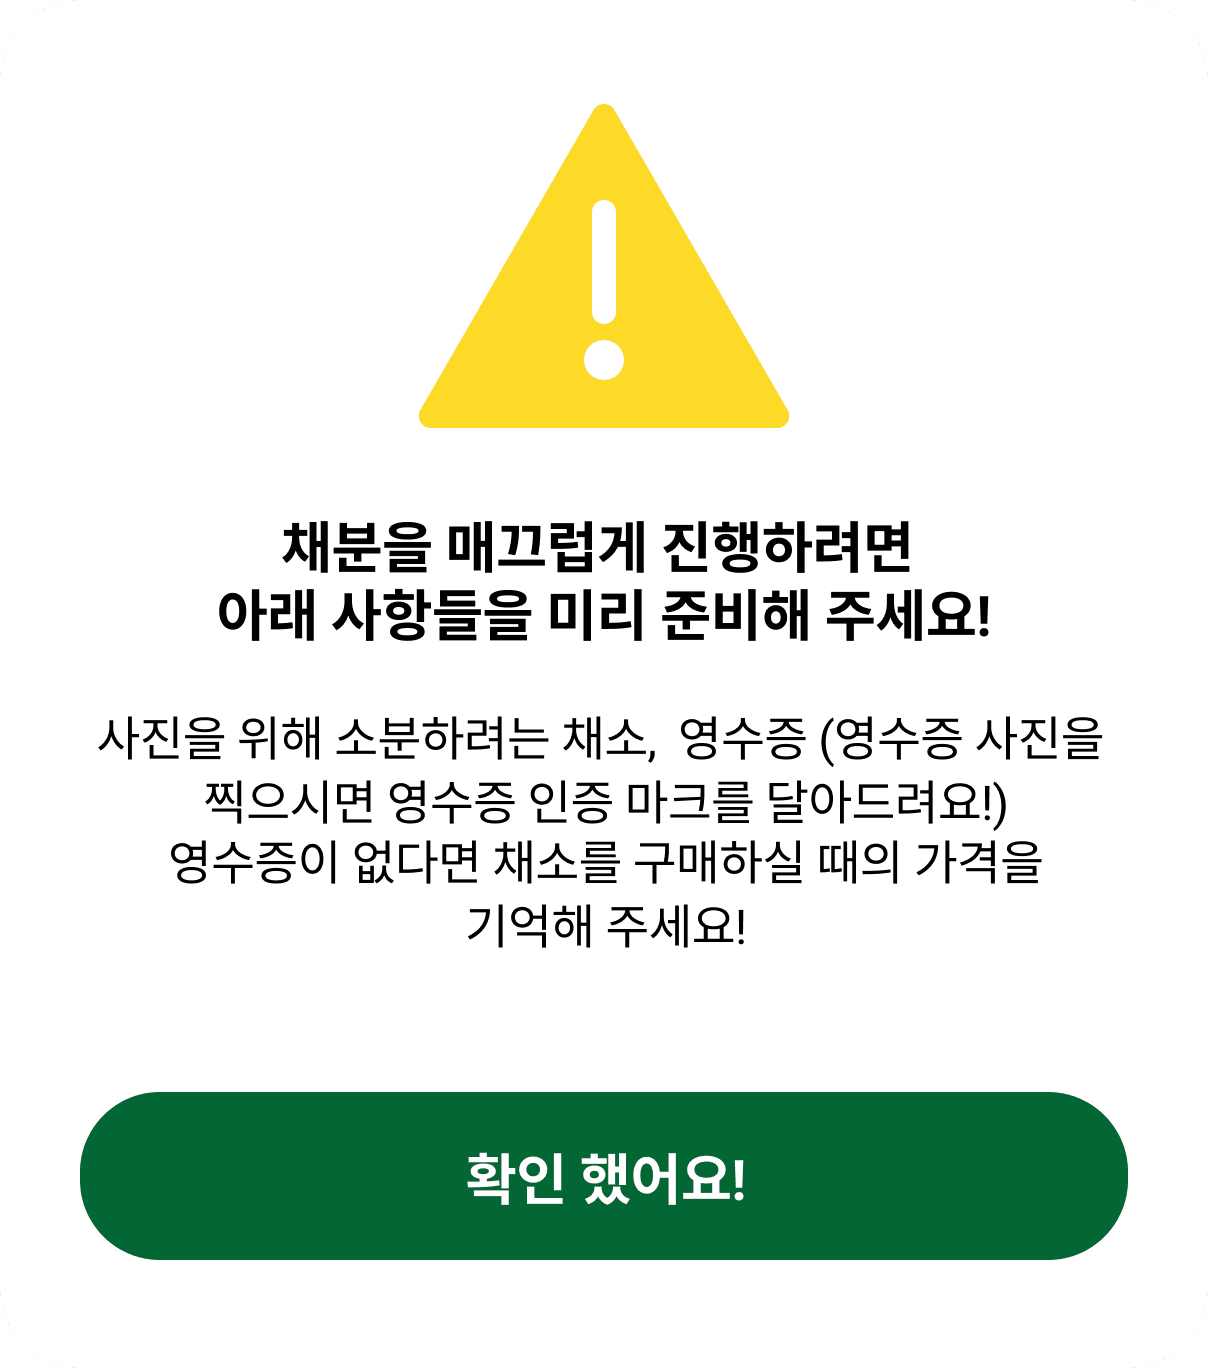 채분을 매끄럽게 진행하려면
아래 사항들을 미리 준비해 주세요!
사진을 위해 소분하려는 채소, 영수증 (영수증 사진을
찍으시면 영수증 인증 마크를 달아드려요!)
영수증이 없다면 채소를 구매하실 때의 가격을
기억해 주세요!
확인 했어요!